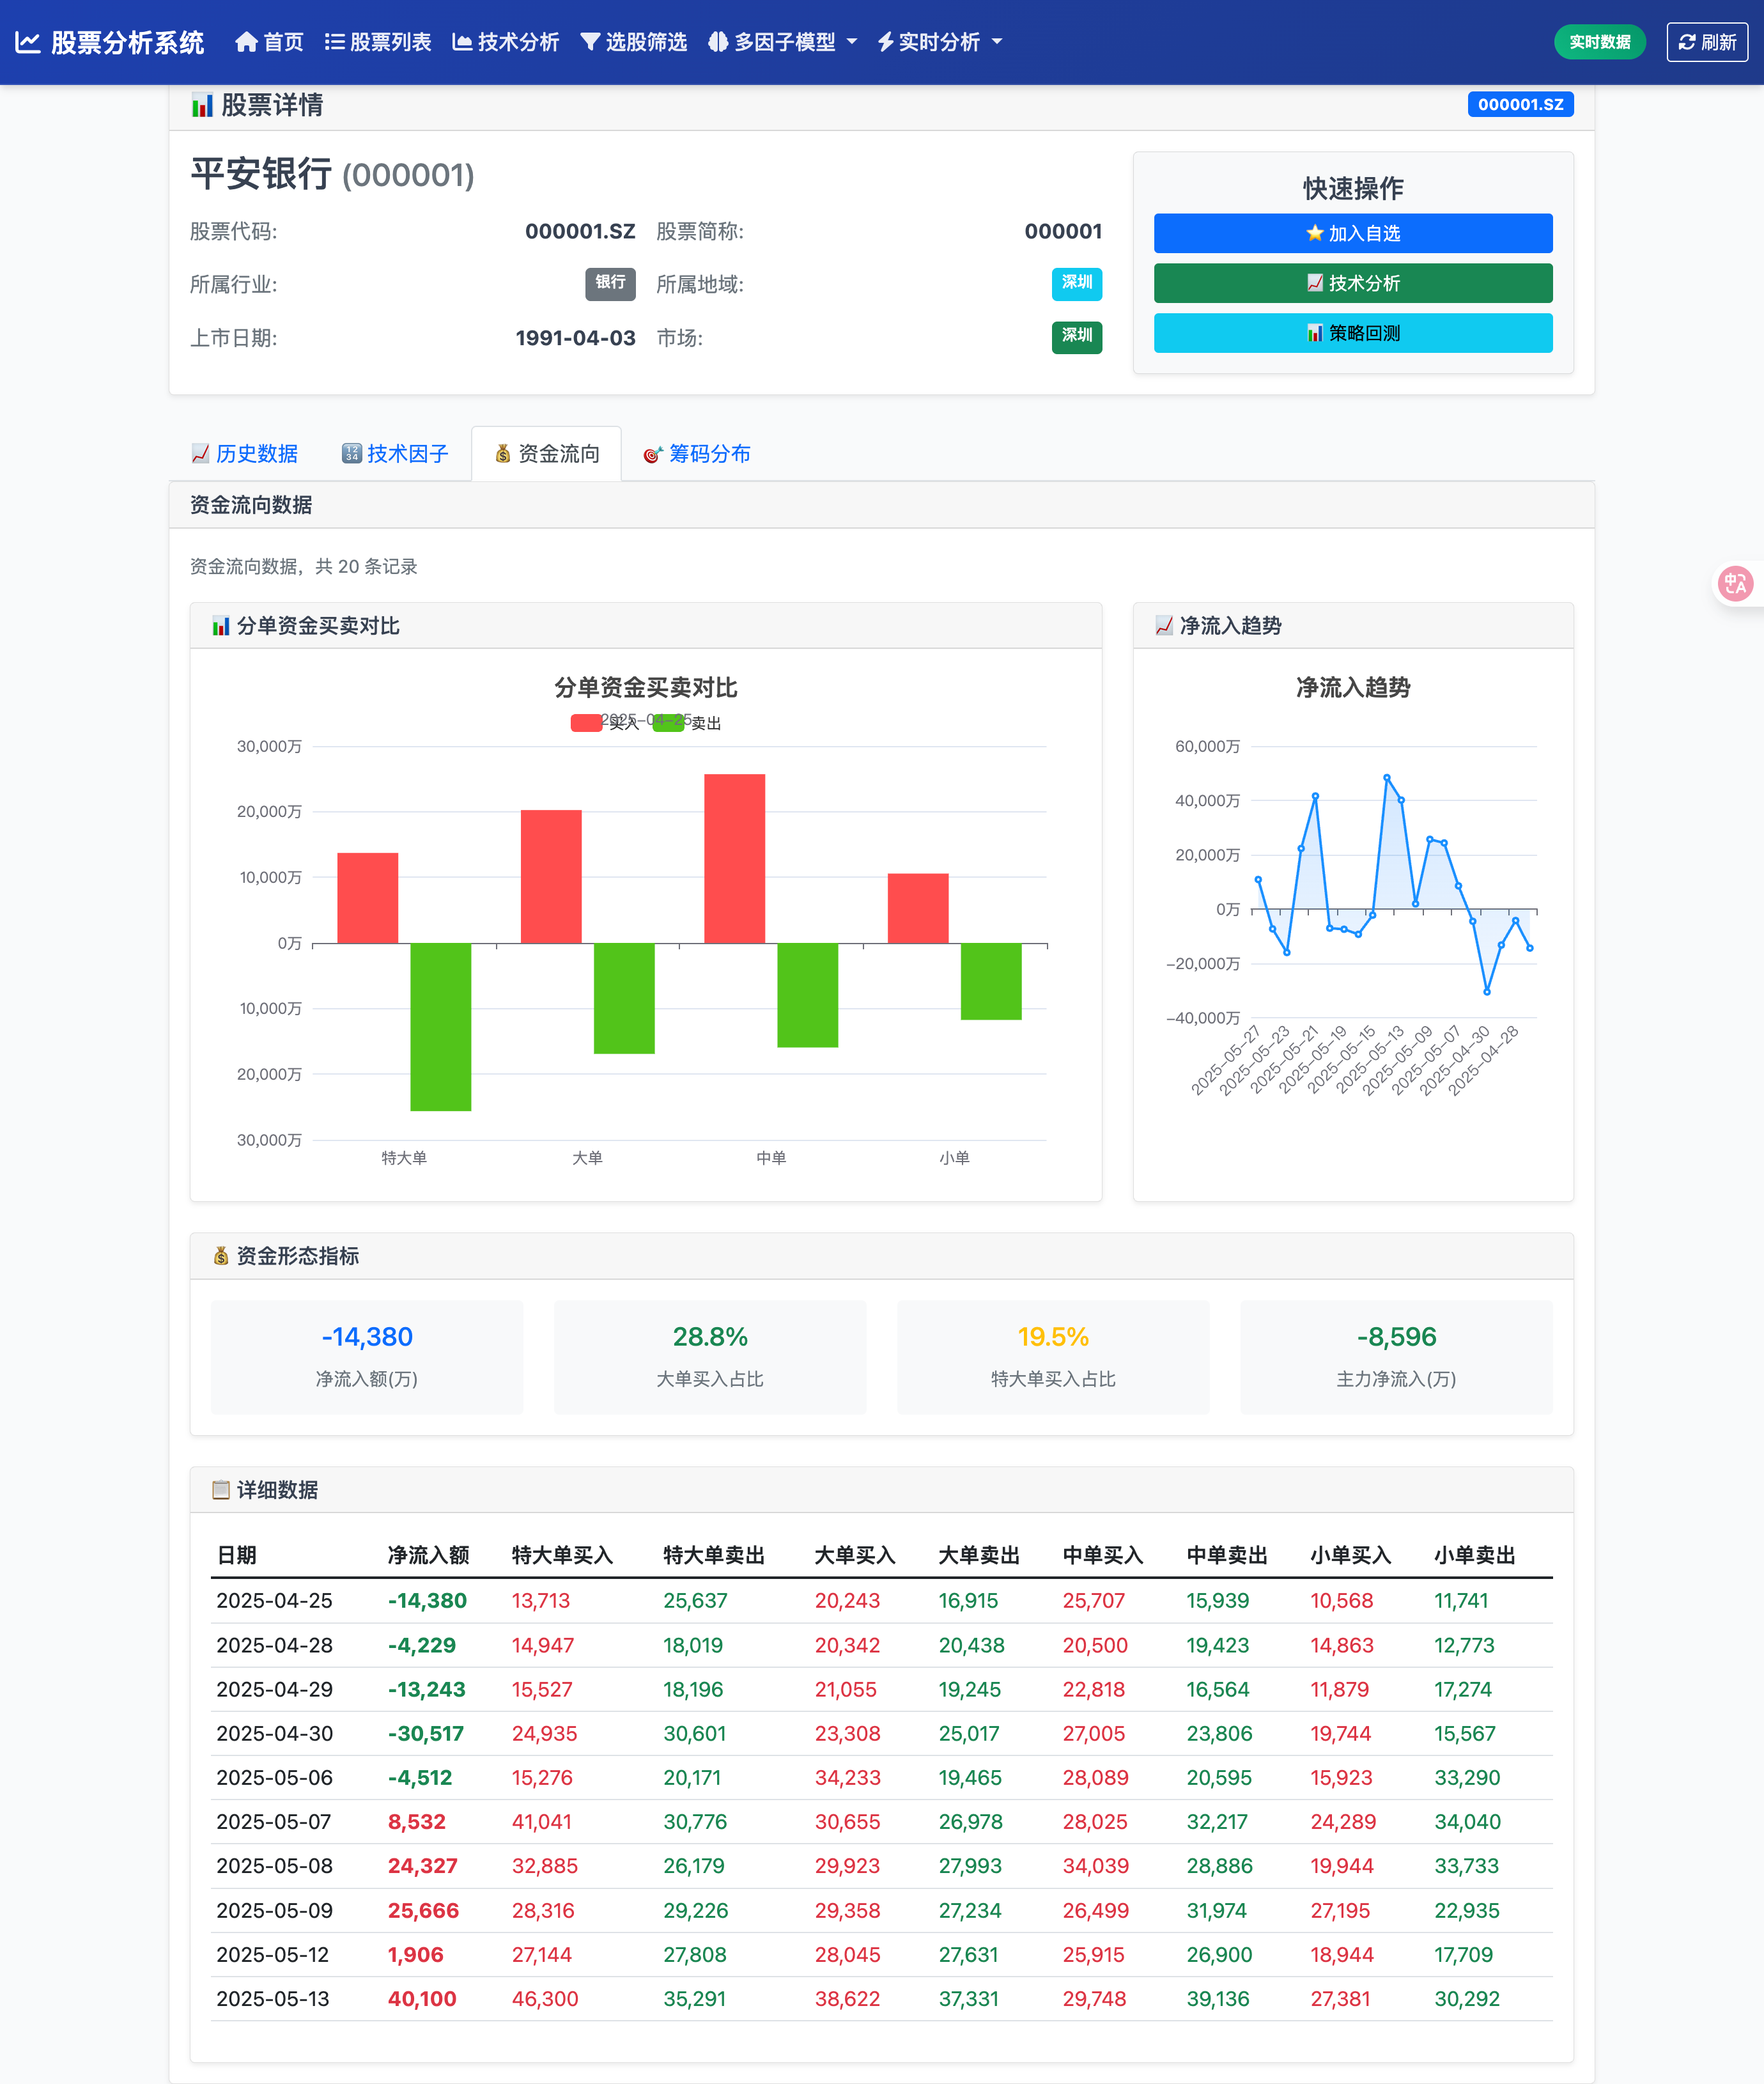 股票分析系统 首页 股票列表 技术分析 选股筛选 多因子模型 实时分析 实时数据 刷新
股票详情 000001.SZ
平安银行 (000001)
股票代码: 000001.SZ 股票简称: 000001
所属行业: 银行 所属地域: 深圳
上市日期: 1991-04-03 市场: 深圳
快速操作
加入自选
技术分析
策略回测
历史数据 技术因子 资金流向 筹码分布
资金流向数据
资金流向数据，共 20 条记录
分单资金买卖对比
分单资金买卖对比
2025-04-25
买入 卖出
30,000万
20,000万
10,000万
0万
10,000万
20,000万
30,000万
特大单 大单 中单 小单
净流入趋势
净流入趋势
60,000万
40,000万
20,000万
0万
-20,000万
-40,000万
2025-05-27 2025-05-23 2025-05-21 2025-05-19 2025-05-15 2025-05-13 2025-05-09 2025-05-07 2025-04-30 2025-04-28
资金形态指标
-14,380 28.8% 19.5% -8,596
净流入额(万) 大单买入占比 特大单买入占比 主力净流入(万)
详细数据
日期 净流入额 特大单买入 特大单卖出 大单买入 大单卖出 中单买入 中单卖出 小单买入 小单卖出
2025-04-25 -14,380 13,713 25,637 20,243 16,915 25,707 15,939 10,568 11,741
2025-04-28 -4,229 14,947 18,019 20,342 20,438 20,500 19,423 14,863 12,773
2025-04-29 -13,243 15,527 18,196 21,055 19,245 22,818 16,564 11,879 17,274
2025-04-30 -30,517 24,935 30,601 23,308 25,017 27,005 23,806 19,744 15,567
2025-05-06 -4,512 15,276 20,171 34,233 19,465 28,089 20,595 15,923 33,290
2025-05-07 8,532 41,041 30,776 30,655 26,978 28,025 32,217 24,289 34,040
2025-05-08 24,327 32,885 26,179 29,923 27,993 34,039 28,886 19,944 33,733
2025-05-09 25,666 28,316 29,226 29,358 27,234 26,499 31,974 27,195 22,935
2025-05-12 1,906 27,144 27,808 28,045 27,631 25,915 26,900 18,944 17,709
2025-05-13 40,100 46,300 35,291 38,622 37,331 29,748 39,136 27,381 30,292